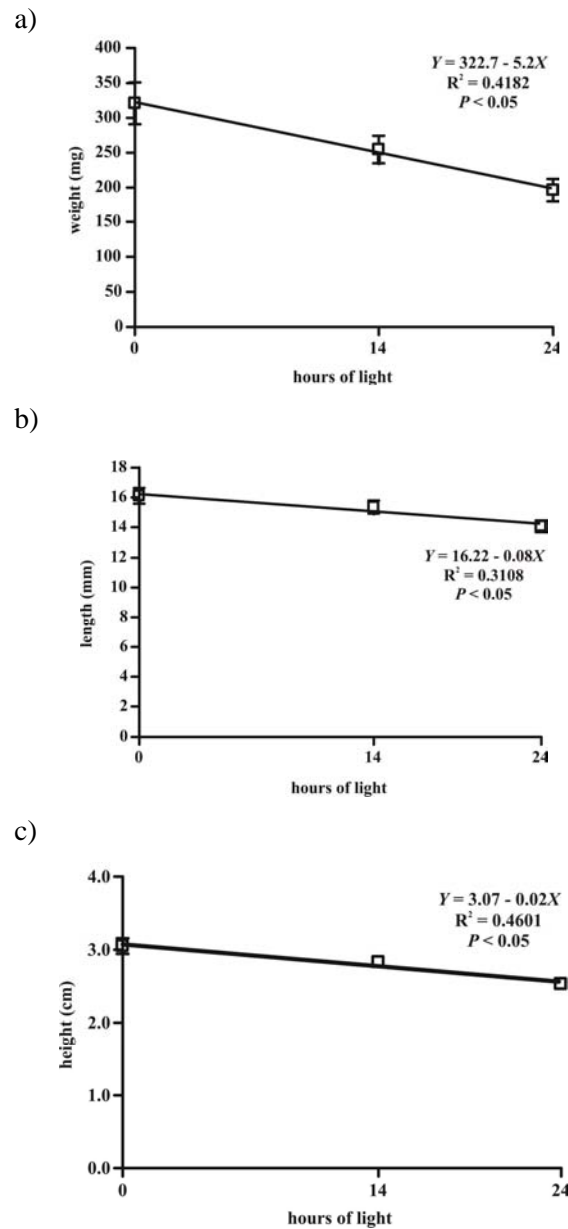 a)
400
350
300
250
200
150
100
50
0
weight (mg)
Y = 322.7 - 5.2X
R² = 0.4182
P < 0.05
0 14 24
hours of light
b)
18
16
14
12
10
8
6
4
2
0
length (mm)
Y = 16.22 - 0.08X
R² = 0.3108
P < 0.05
0 14 24
hours of light
c)
4.0
3.0
2.0
1.0
0.0
height (cm)
Y = 3.07 - 0.02X
R² = 0.4601
P < 0.05
0 14 24
hours of light